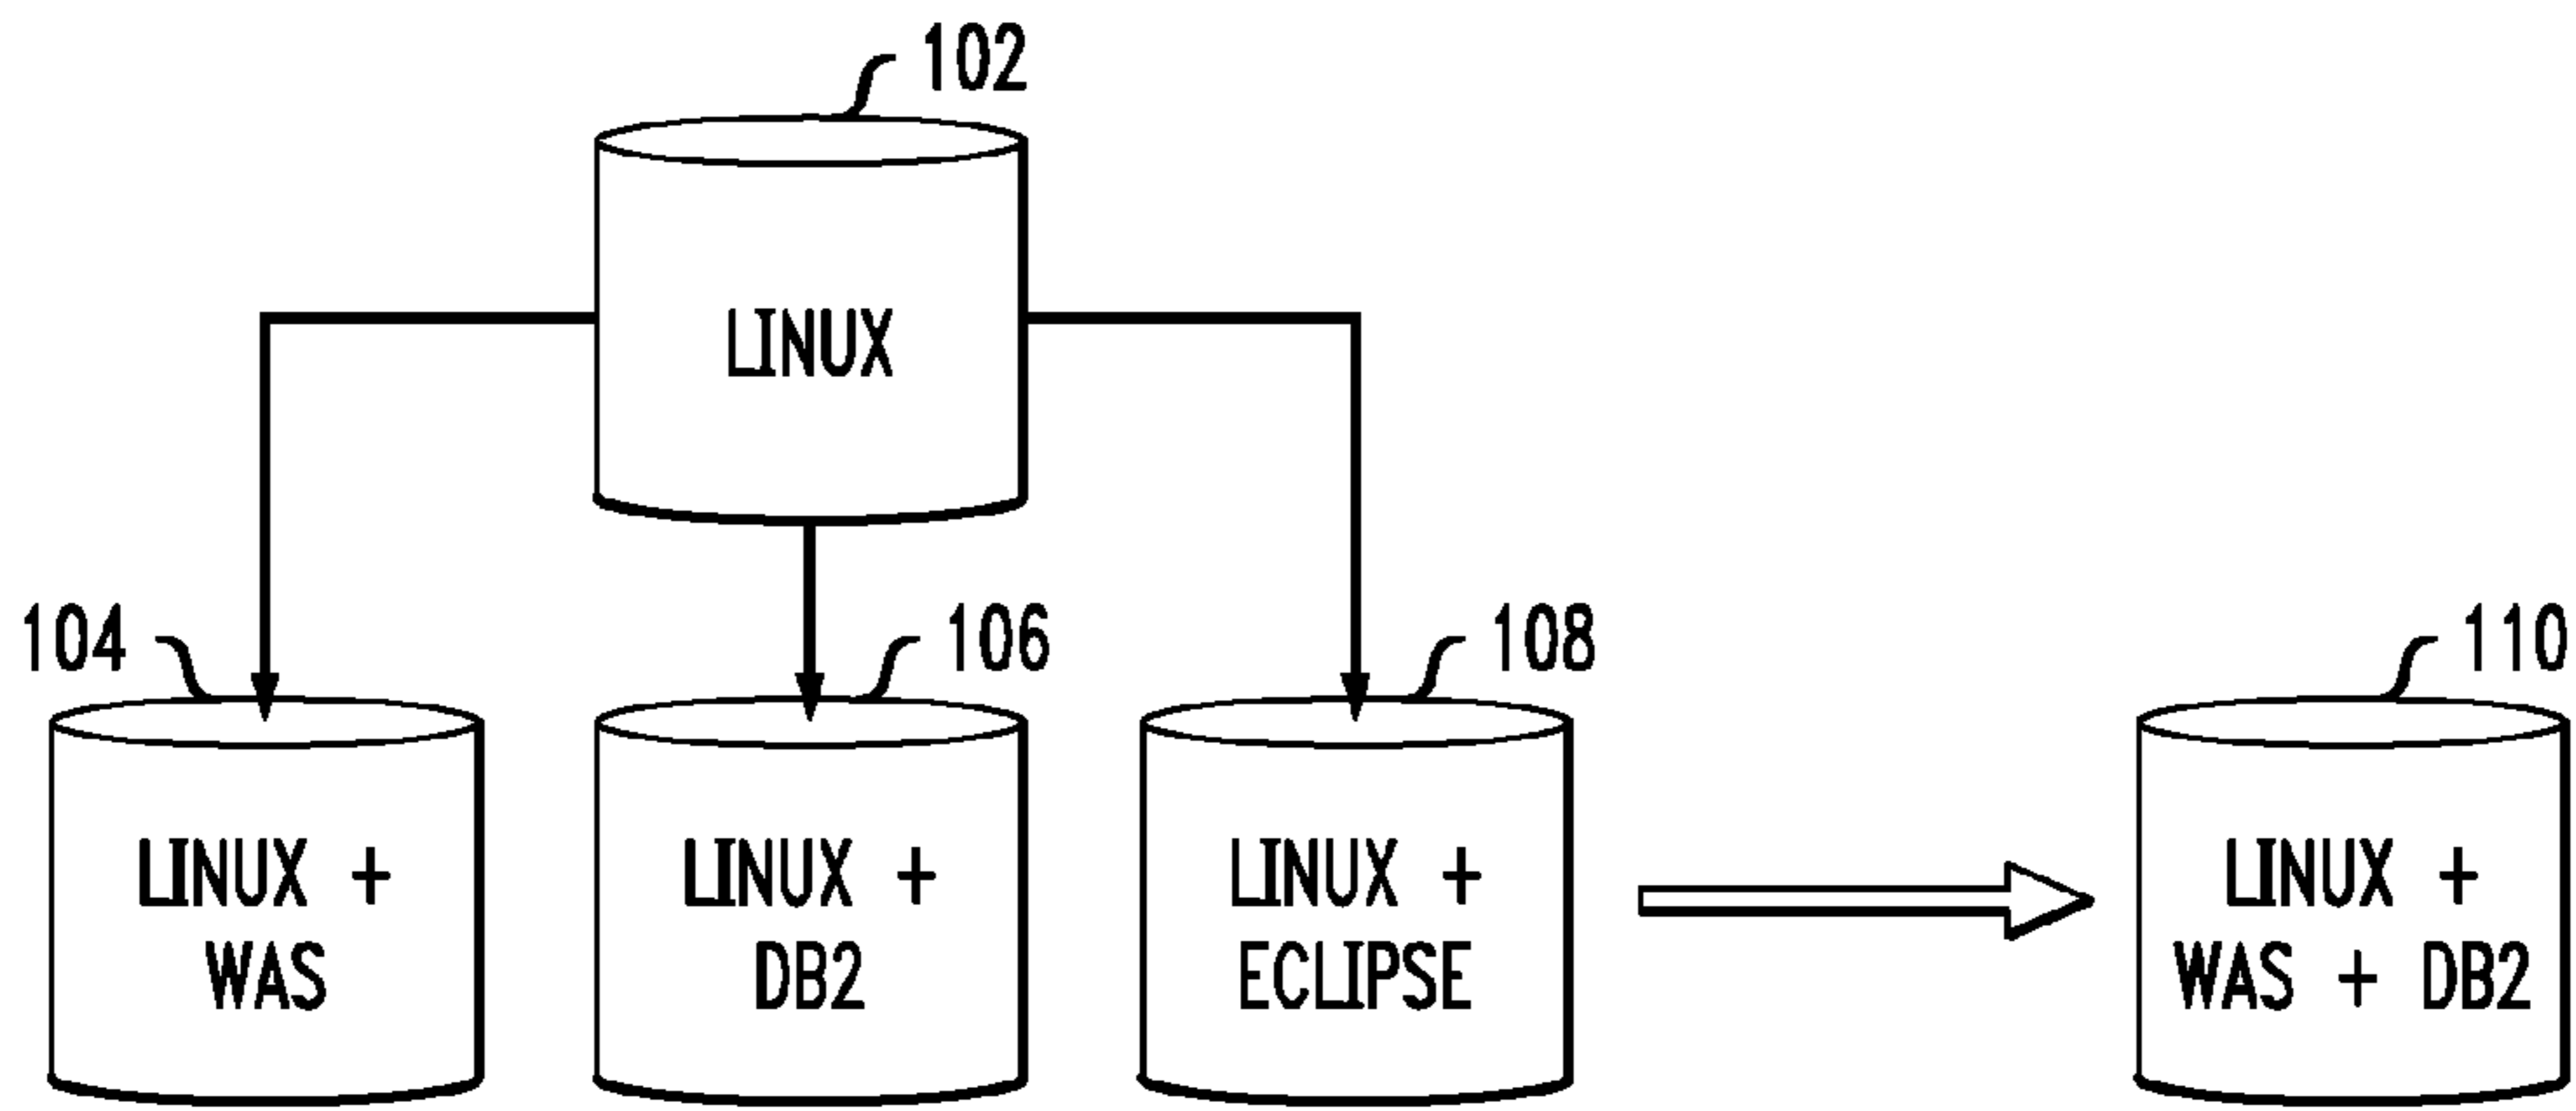 102
LINUX
104
106
108
110
LINUX +
WAS
LINUX +
DB2
LINUX +
ECLIPSE
LINUX +
WAS + DB2